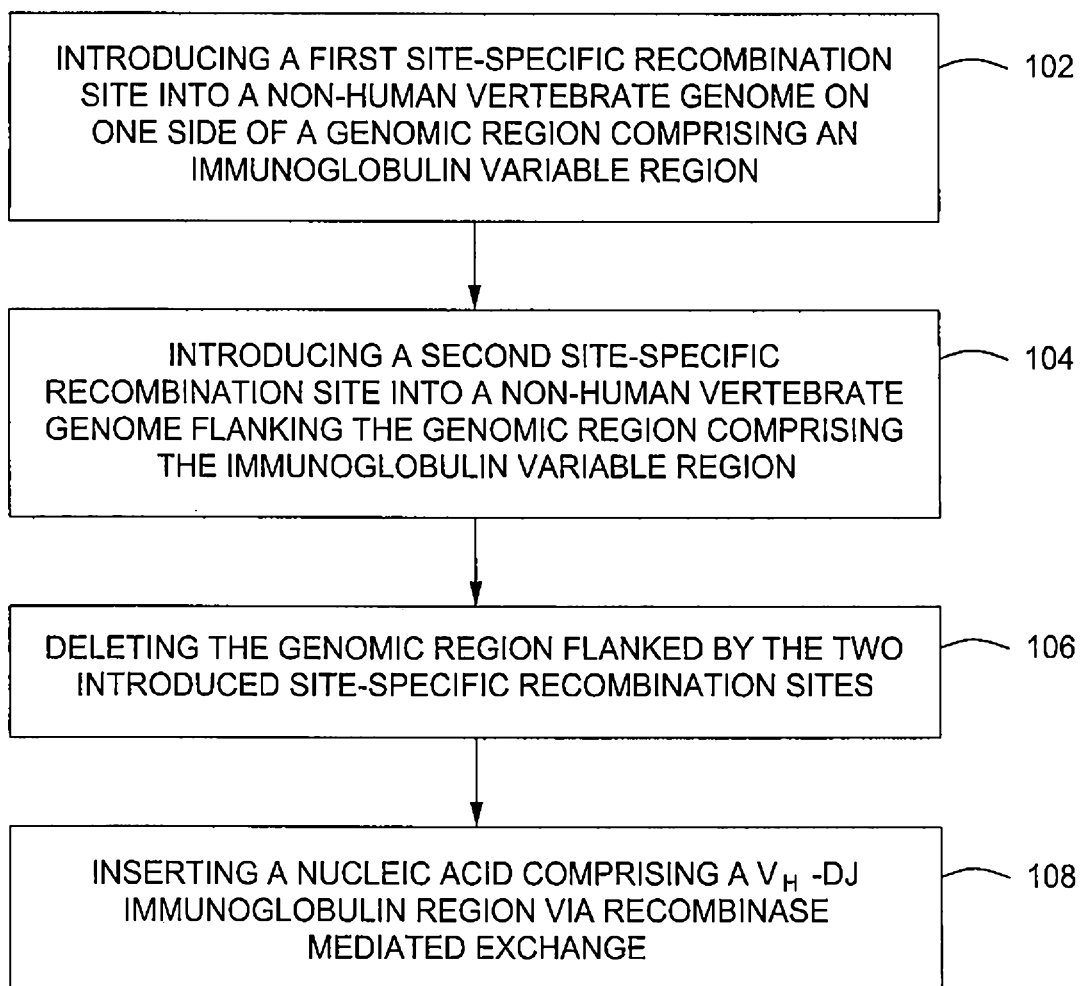 INTRODUCING A FIRST SITE-SPECIFIC RECOMBINATION
SITE INTO A NON-HUMAN VERTEBRATE GENOME ON
ONE SIDE OF A GENOMIC REGION COMPRISING AN
IMMUNOGLOBULIN VARIABLE REGION
102
INTRODUCING A SECOND SITE-SPECIFIC
RECOMBINATION SITE INTO A NON-HUMAN VERTEBRATE
GENOME FLANKING THE GENOMIC REGION COMPRISING
THE IMMUNOGLOBULIN VARIABLE REGION
104
DELETING THE GENOMIC REGION FLANKED BY THE TWO
INTRODUCED SITE-SPECIFIC RECOMBINATION SITES
106
INSERTING A NUCLEIC ACID COMPRISING A VH -DJ
IMMUNOGLOBULIN REGION VIA RECOMBINASE
MEDIATED EXCHANGE
108